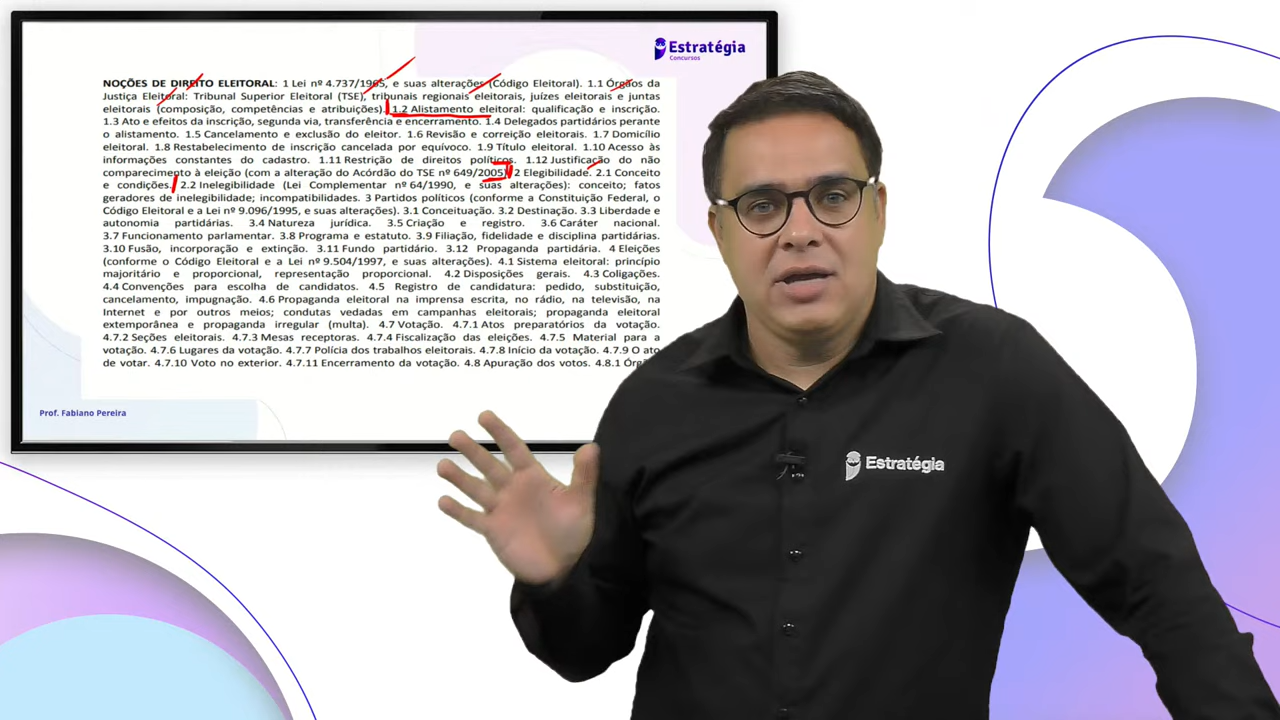 Estratégia
Concursos
NOÇÕES DE DIREITO ELEITORAL: 1 Lei nº 4.737/1965, e suas alterações (Código Eleitoral). 1.1 Órgãos da
Justiça Eleitoral: Tribunal Superior Eleitoral (TSE), tribunais regionais eleitorais, juízes eleitorais e juntas
eleitorais (composição, competências e atribuições). 1.2 Alistamento eleitoral: qualificação e inscrição.
1.3 Ato e efeitos da inscrição, segunda via, transferência e encerramento. 1.4 Delegados partidários perante
o alistamento. 1.5 Cancelamento e exclusão do eleitor. 1.6 Revisão e correição eleitorais. 1.7 Domicílio
eleitoral. 1.8 Restabelecimento de inscrição cancelada por equívoco. 1.9 Título eleitoral. 1.10 Acesso às
informações constantes do cadastro. 1.11 Restrição de direitos políticos. 1.12 Justificação do não
comparecimento à eleição (com a alteração do Acórdão do TSE nº 649/2005). 2 Elegibilidade. 2.1 Conceito
e condições. 2.2 Inelegibilidade (Lei Complementar nº 64/1990, e suas alterações): conceito; fatos
geradores de inelegibilidade; incompatibilidades. 3 Partidos políticos (conforme a Constituição Federal, o
Código Eleitoral e a Lei nº 9.096/1995, e suas alterações). 3.1 Conceituação. 3.2 Destinação. 3.3 Liberdade e
autonomia partidárias. 3.4 Natureza jurídica. 3.5 Criação e registro. 3.6 Caráter nacional.
3.7 Funcionamento parlamentar. 3.8 Programa e estatuto. 3.9 Filiação, fidelidade e disciplina partidárias.
3.10 Fusão, incorporação e extinção. 3.11 Fundo partidário. 3.12 Propaganda partidária. 4 Eleições
(conforme o Código Eleitoral e a Lei nº 9.504/1997, e suas alterações). 4.1 Sistema eleitoral: princípio
majoritário e proporcional, representação proporcional. 4.2 Disposições gerais. 4.3 Coligações.
4.4 Convenções para escolha de candidatos. 4.5 Registro de candidatura: pedido, substituição,
cancelamento, impugnação. 4.6 Propaganda eleitoral na imprensa escrita, no rádio, na televisão, na
Internet e por outros meios; condutas vedadas em campanhas eleitorais; propaganda eleitoral
extemporânea e propaganda irregular (multa). 4.7 Votação. 4.7.1 Atos preparatórios da votação.
4.7.2 Seções eleitorais. 4.7.3 Mesas receptoras. 4.7.4 Fiscalização das eleições. 4.7.5 Material para a
votação. 4.7.6 Lugares da votação. 4.7.7 Polícia dos trabalhos eleitorais. 4.7.8 Início da votação. 4.7.9 O ato
de votar. 4.7.10 Voto no exterior. 4.7.11 Encerramento da votação. 4.8 Apuração dos votos. 4.8.1
Prof. Fabiano Pereira
Estratégia